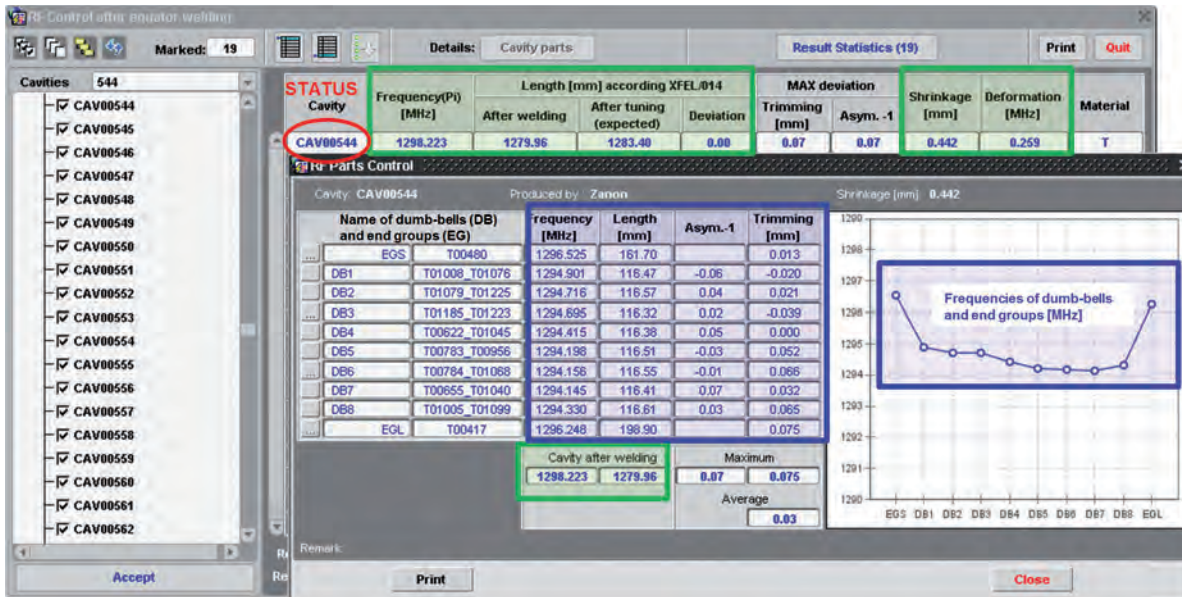 RF Control after equator welding
Marked: 19
Details: Cavity parts
Result Statistics (19)
Print Quit
Cavities 544
CAV00544
CAV00545
CAV00546
CAV00547
CAV00548
CAV00549
CAV00550
CAV00551
CAV00552
CAV00553
CAV00554
CAV00555
CAV00556
CAV00557
CAV00558
CAV00559
CAV00560
CAV00561
CAV00562
Accept
STATUS
Cavity
Frequency(Pi)
[MHz]
Length [mm] according XFEL/014
After welding
After tuning
(expected)
Deviation
MAX deviation
Trimming
[mm]
Asym. -1
Shrinkage
[mm]
Deformation
[MHz]
Material
CAV00544 1298.223 1279.96 1283.40 0.00 0.07 0.07 0.442 0.259 T
RF Parts Control
Cavity: CAV00544 Produced by Zanon Shrinkage [mm] 0.442
Name of dumb-bells (DB)
and end groups (EG)
Frequency
[MHz]
Length
[mm]
Asym.-1
Trimming
[mm]
... EGS T00480 1296.525 161.70 0.013
DB1 T01008_T01076 1294.901 116.47 -0.06 -0.020
DB2 T01079_T01225 1294.716 116.57 0.04 0.021
... DB3 T01185_T01223 1294.695 116.32 0.02 -0.039
DB4 T00622_T01045 1294.415 116.38 0.05 0.000
DB5 T00783_T00956 1294.198 116.51 -0.03 0.052
... DB6 T00784_T01068 1294.156 116.55 -0.01 0.066
DB7 T00655_T01040 1294.145 116.41 0.07 0.032
DB8 T01005_T01099 1294.330 116.61 0.03 0.065
... EGL T00417 1296.248 198.90 0.075
Cavity after welding Maximum
1298.223 1279.96 0.07 0.075
Average
0.03
1298
1297
1296
1295
1294
1293
1292
1291
1290
Frequencies of dumb-bells
and end groups [MHz]
EGS DB1 DB2 DB3 DB4 DB5 DB6 DB7 DB8 EGL
Remark:
Print Close